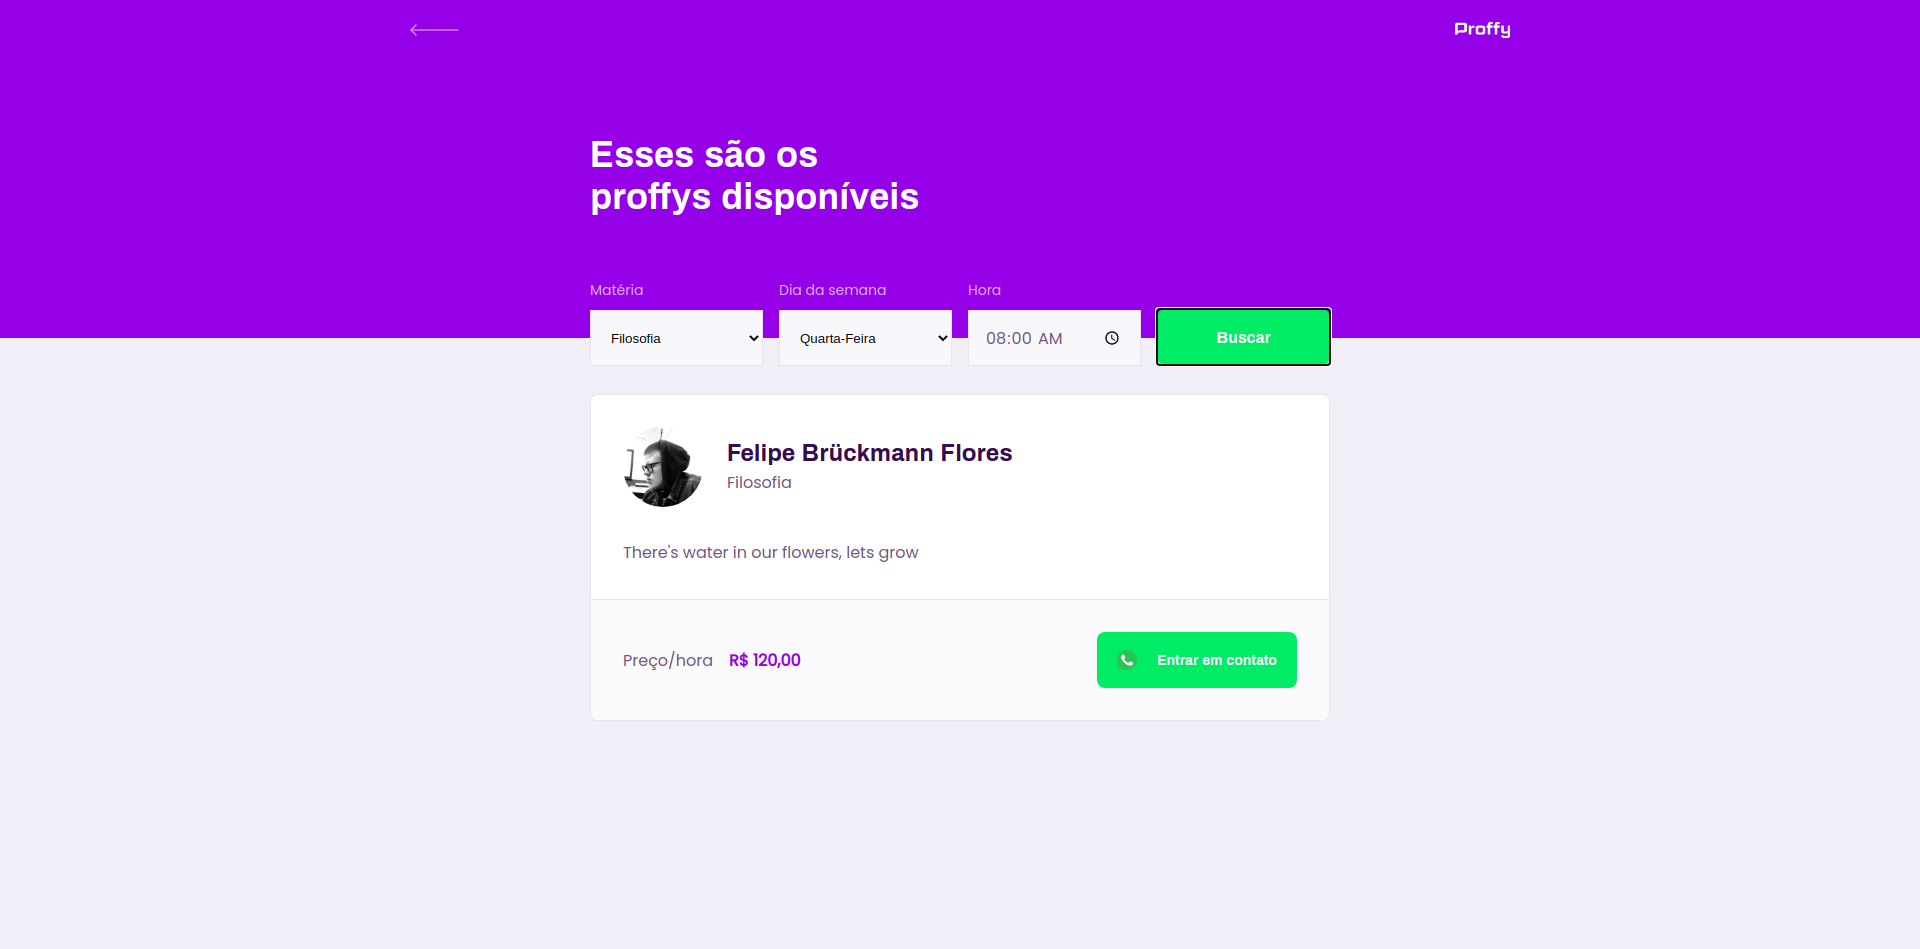 Proffy
Esses são os
proffys disponíveis
Matéria
Dia da semana
Hora
Filosofia
Quarta-Feira
08:00 AM
Buscar
Felipe Brückmann Flores
Filosofia
There's water in our flowers, lets grow
Preço/hora R$ 120,00
Entrar em contato